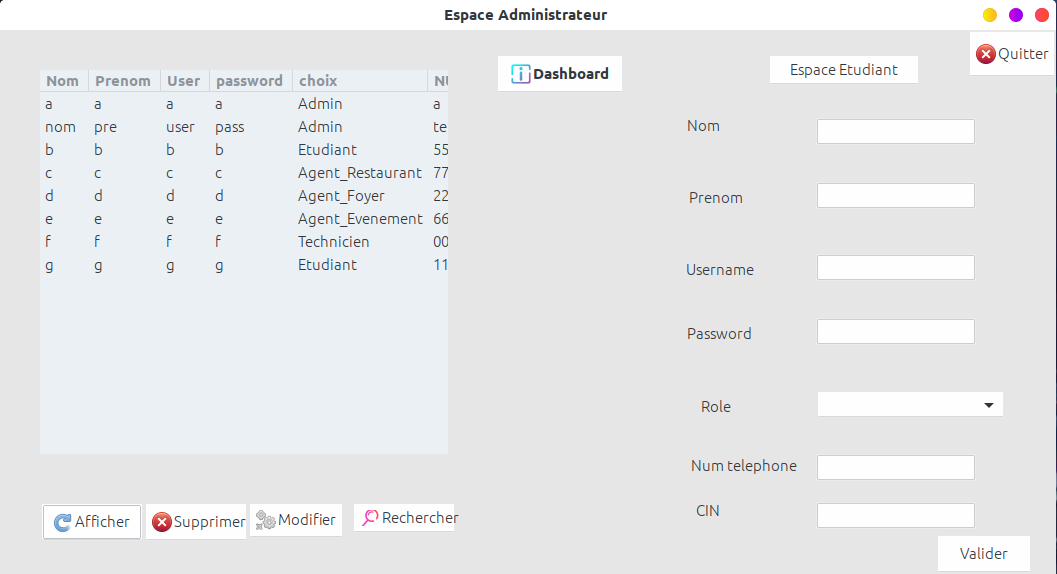 Espace Administrateur
Quitter
Dashboard
Espace Etudiant
Nom Prenom User password choix
a a a a Admin a
nom pre user pass Admin te
b b b b Etudiant 55
c c c c Agent_Restaurant 77
d d d d Agent_Foyer 22
e e e e Agent_Evenement 66
f f f f Technicien 00
g g g g Etudiant 11
Nom
Prenom
Username
Password
Role
Num telephone
CIN
Afficher Supprimer Modifier Rechercher
Valider